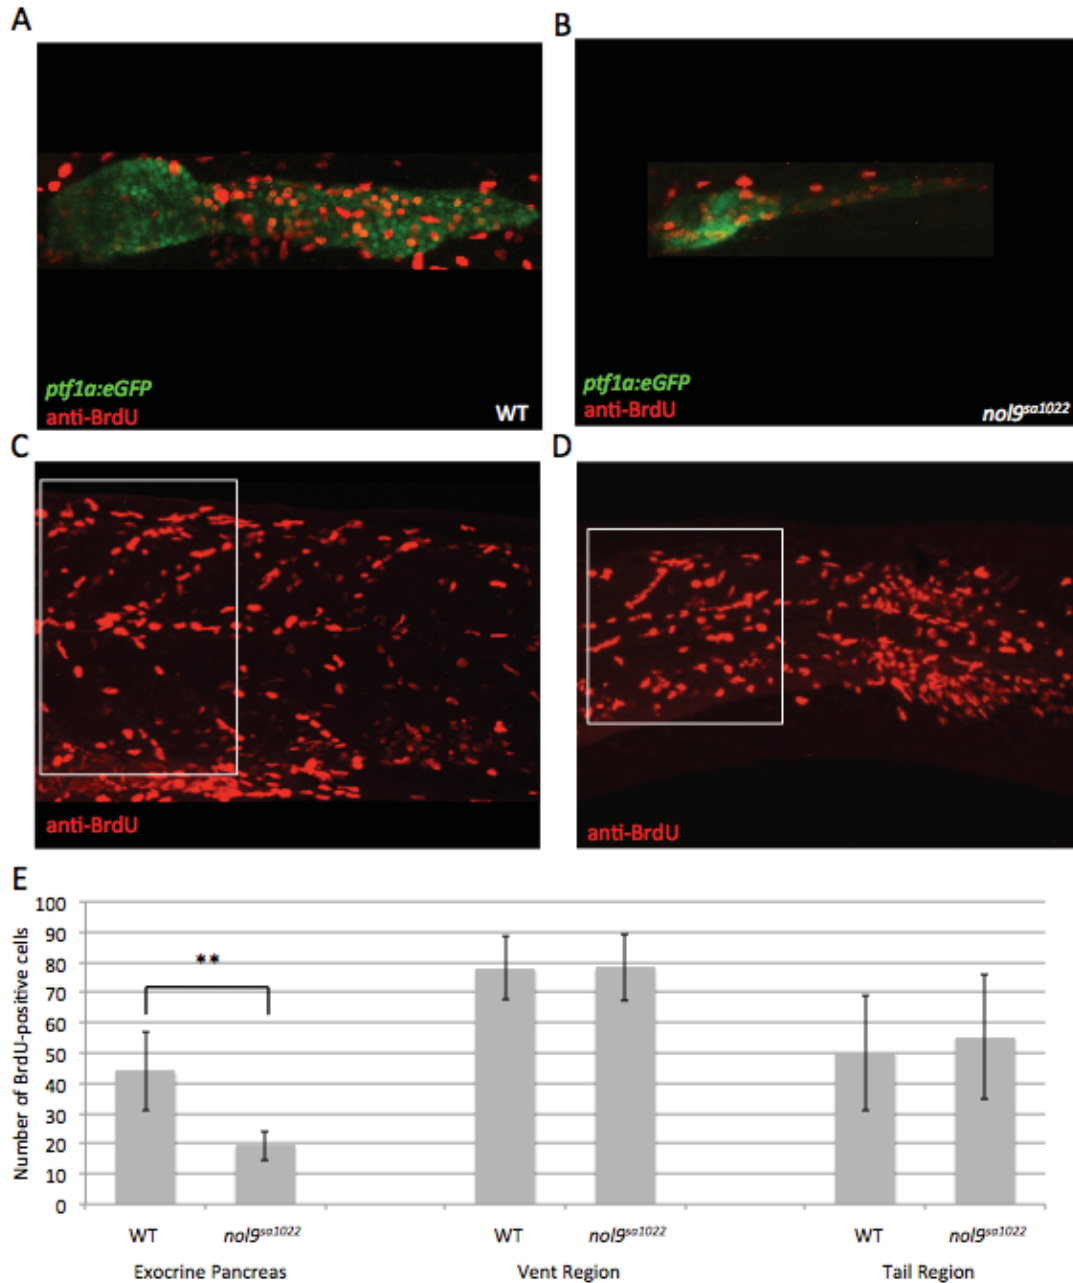 A
B
ptf1a:eGFP
anti-BrdU
WT
ptf1a:eGFP
anti-BrdU
nol9sa1022
C
D
anti-BrdU
anti-BrdU
E
Number of BrdU-positive cells
100
90
80
70
60
50
40
30
20
10
0
**
WT
nol9sa1022
WT
nol9sa1022
WT
nol9sa1022
Exocrine Pancreas
Vent Region
Tail Region